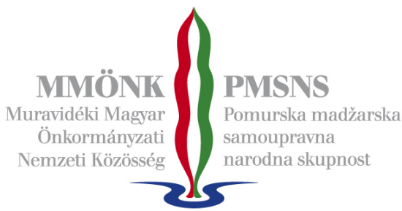 MMÖNK
Muravidéki Magyar
Önkormányzati
Nemzeti Közösség
PMSNS
Pomurska madžarska
samoupravna
narodna skupnost